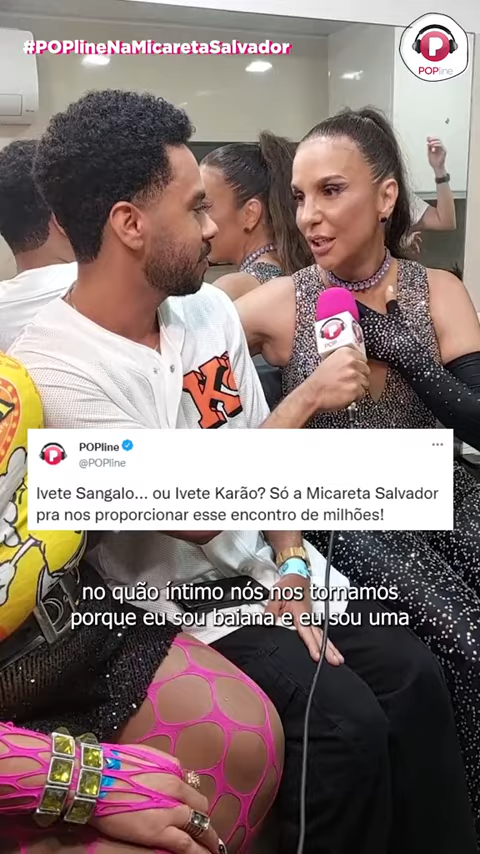 #POPlineNaMicaretaSalvador
POPline
POP
POPline
@POPline
Ivete Sangalo... ou Ivete Karão? Só a Micareta Salvador
pra nos proporcionar esse encontro de milhões!
no quão íntimo nós nos tornamos
porque eu sou baiana e eu sou uma